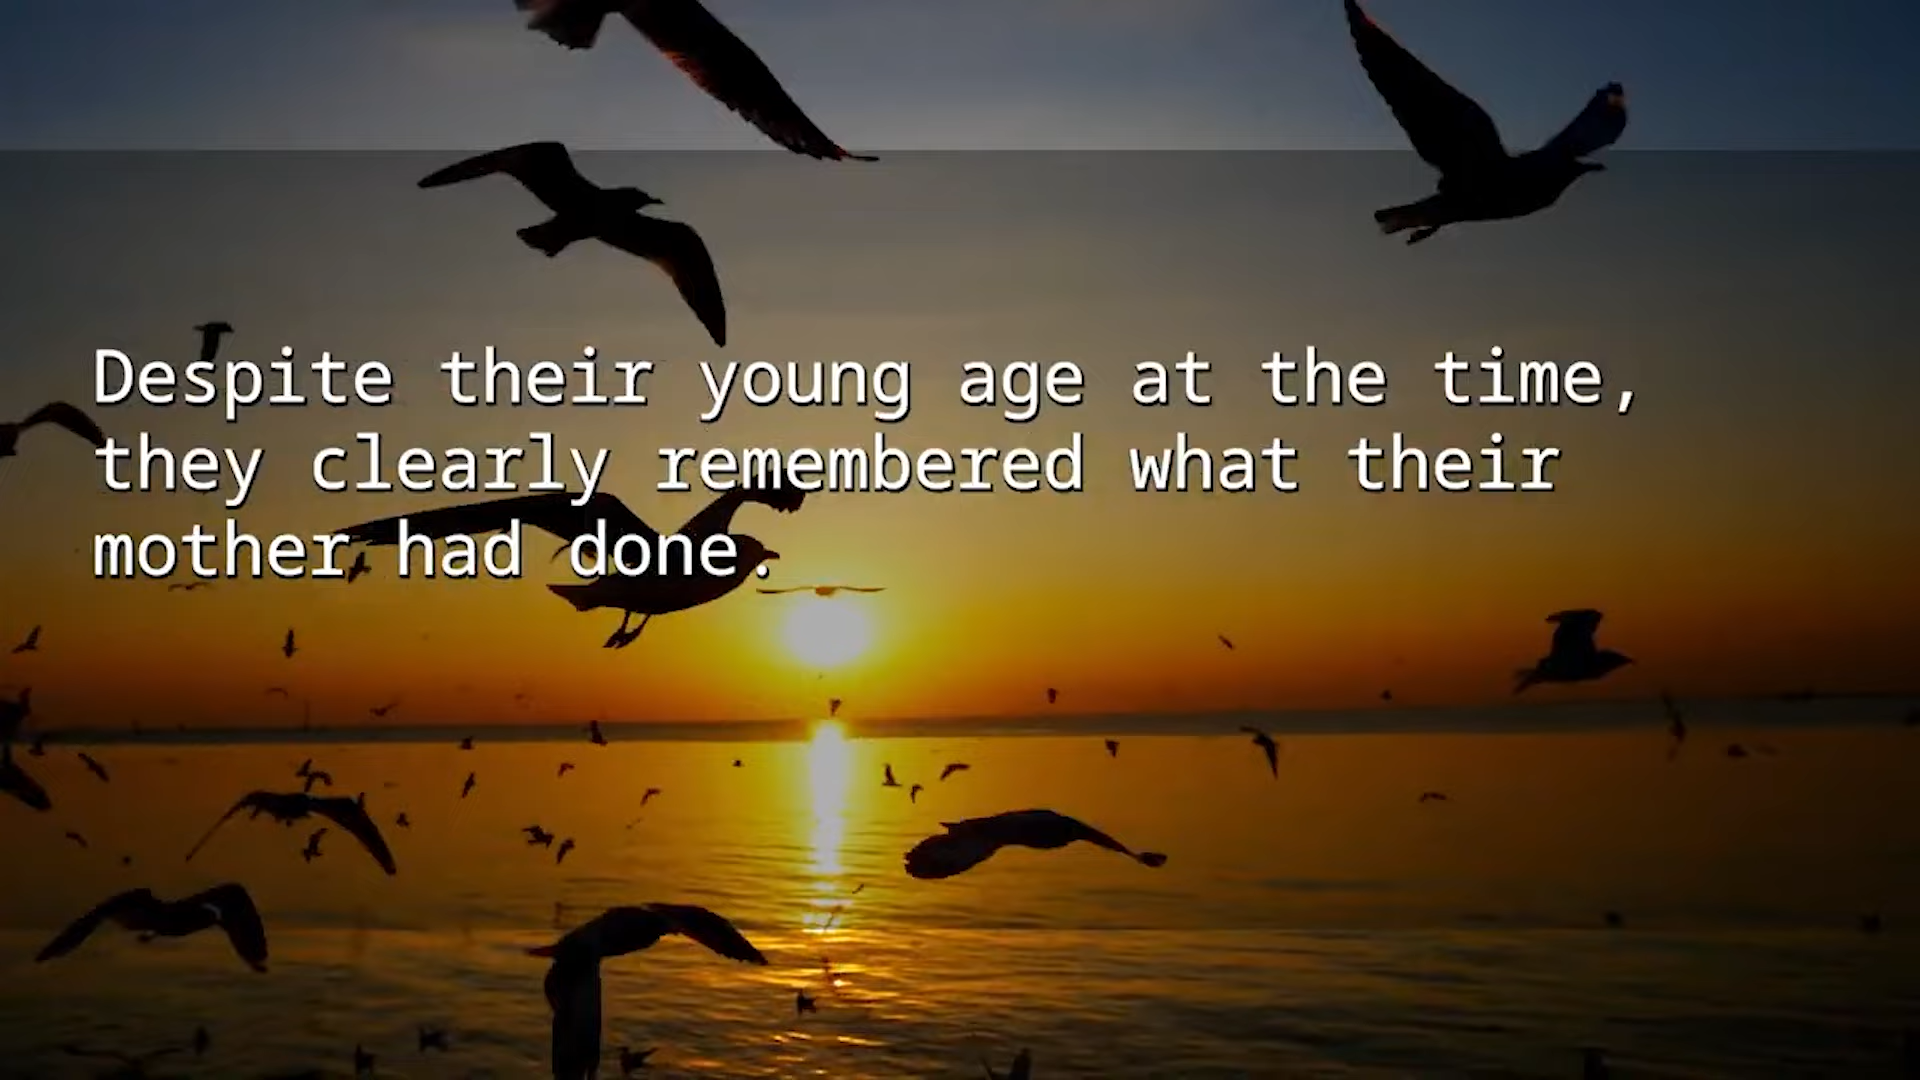 Despite their young age at the time,
they clearly remembered what their
mother had done.